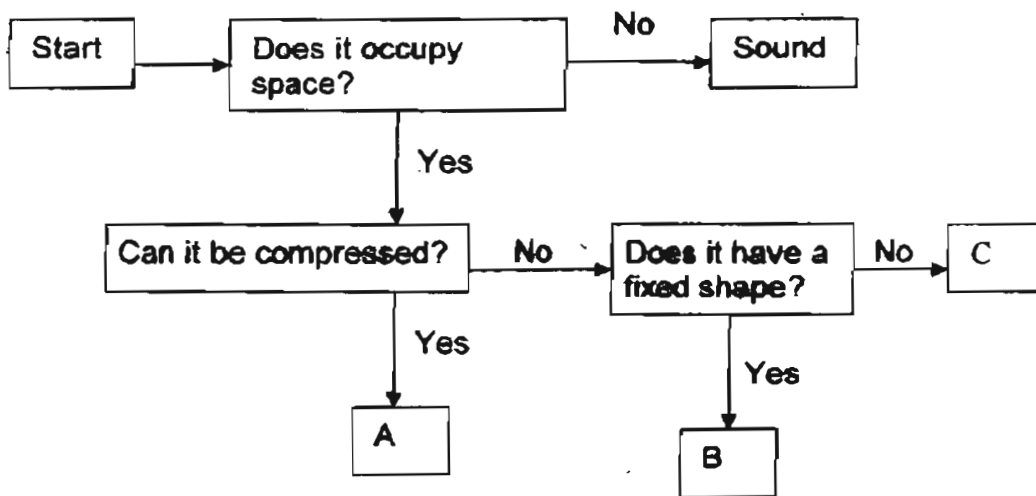 Start
Does it occupy
space?
No
Sound
Yes
Can it be compressed?
No
Does it have a
fixed shape?
No
C
Yes
A
Yes
B